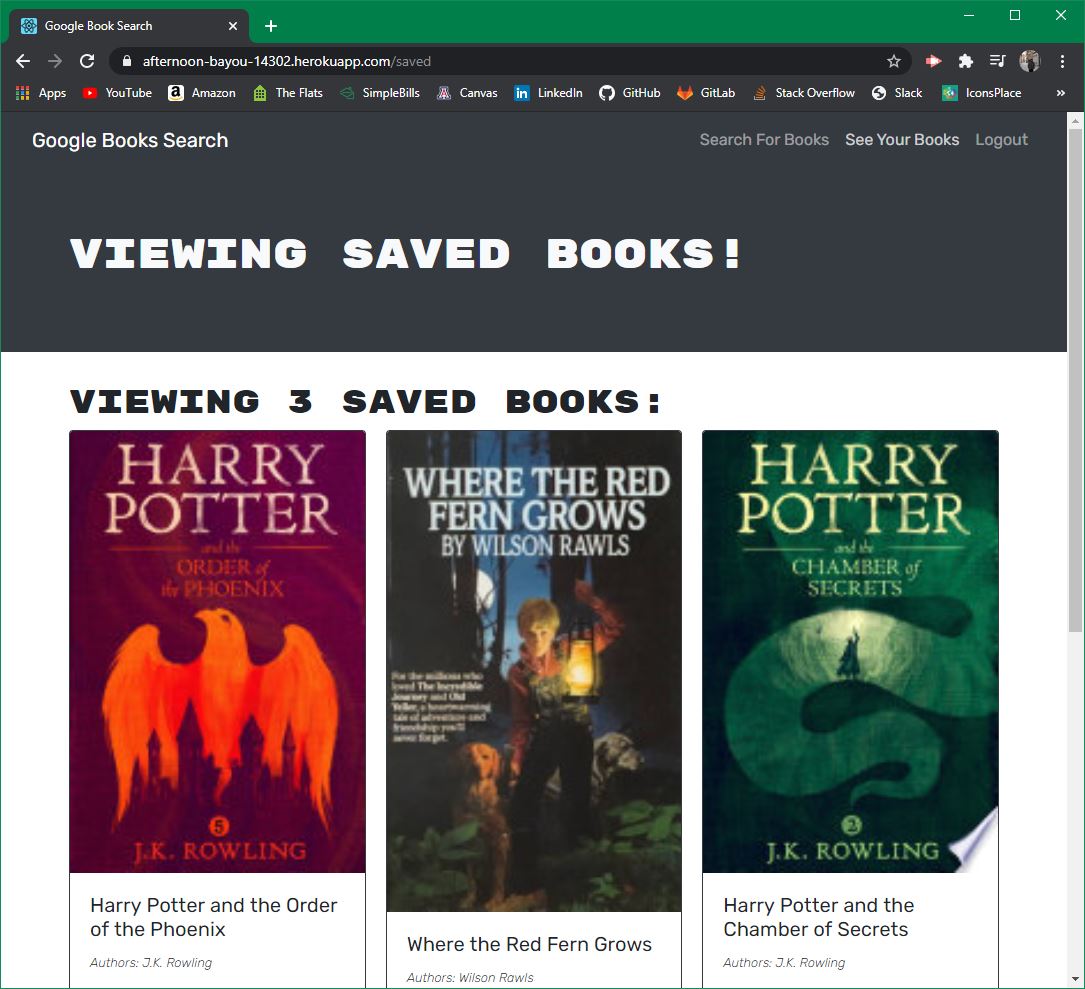 Google Book Search
afternoon-bayou-14302.herokuapp.com/saved
Apps YouTube Amazon The Flats SimpleBills Canvas LinkedIn GitHub GitLab Stack Overflow Slack IconsPlace »
Google Books Search Search For Books See Your Books Logout
VIEWING SAVED BOOKS!
VIEWING 3 SAVED BOOKS:
HARRY
POTTER
and the
ORDER of
the PHOENIX
5
J.K. ROWLING
Harry Potter and the Order
of the Phoenix
Authors: J.K. Rowling
WHERE THE RED
FERN GROWS
BY WILSON RAWLS
For the millions who
loved The Incredible
Journey and Old
Yeller, a heartwarming
tale of adventure and
friendship you'll
never forget.
Where the Red Fern Grows
Authors: Wilson Rawls
HARRY
POTTER
and the
CHAMBER of
SECRETS
2
J.K. ROWLING
Harry Potter and the
Chamber of Secrets
Authors: J.K. Rowling